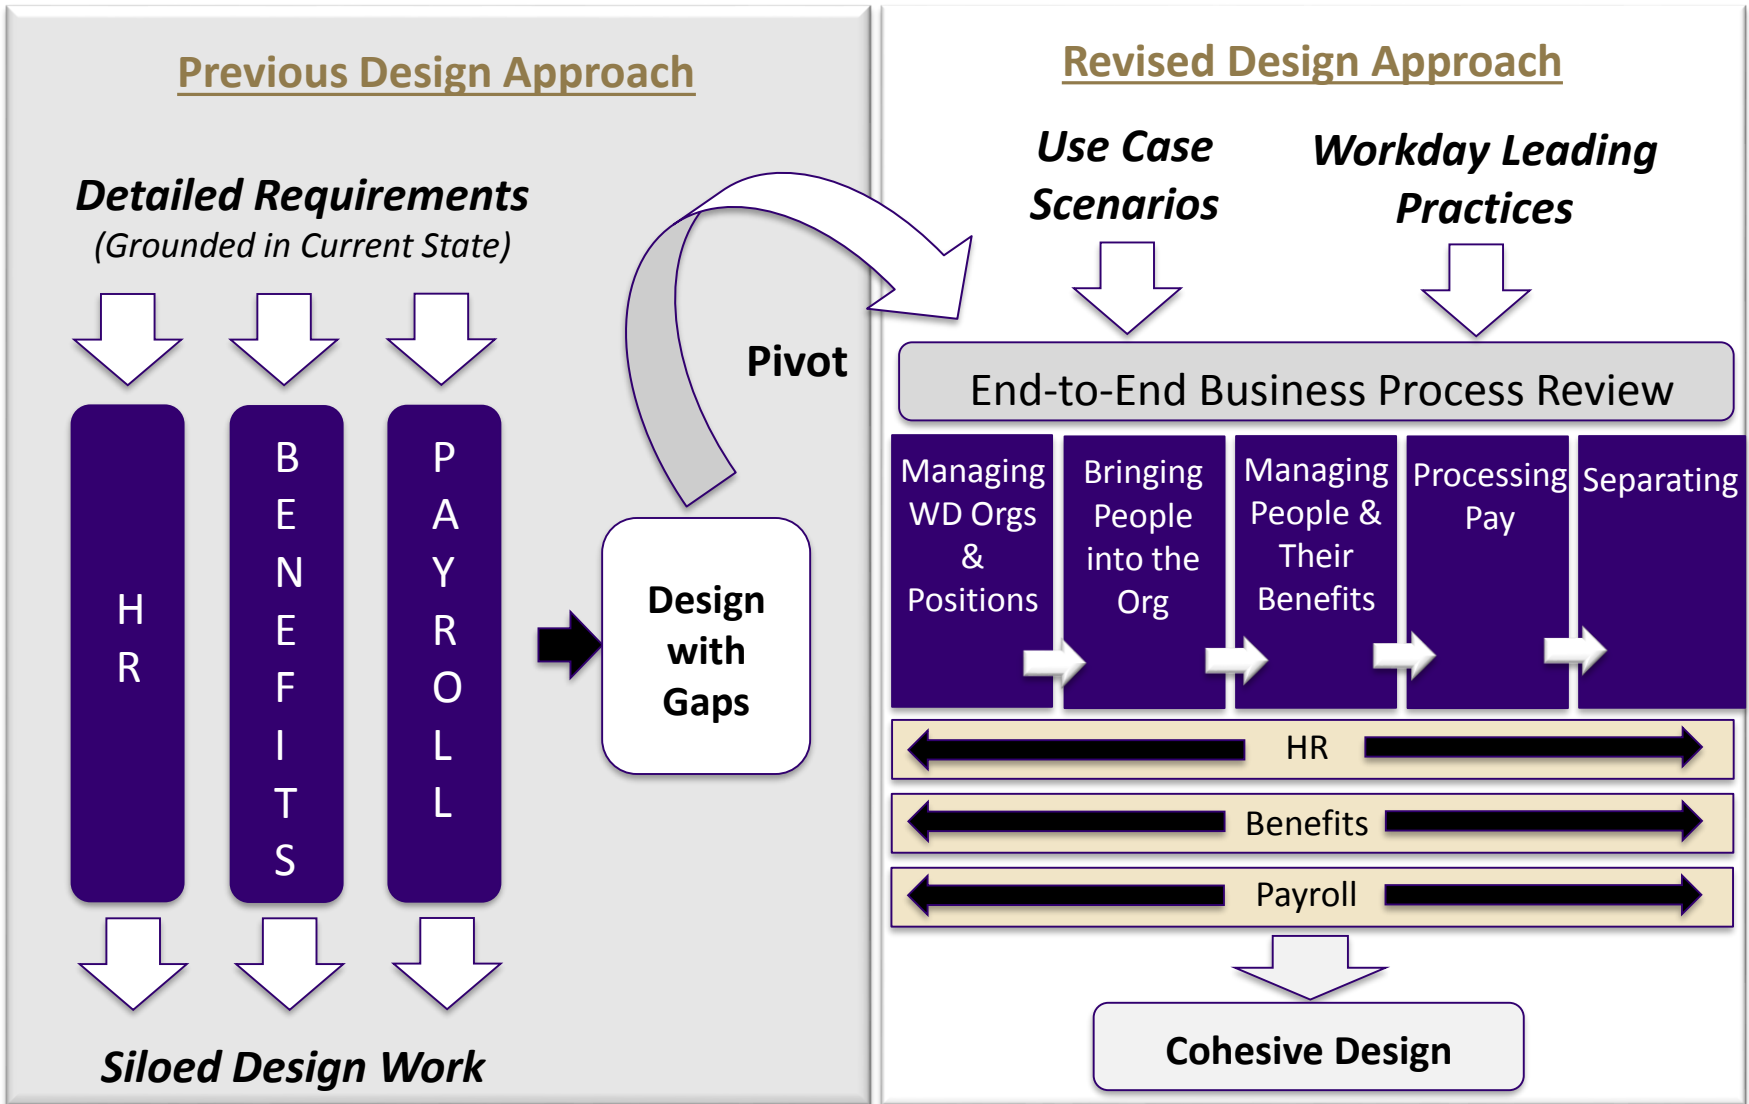 Previous Design Approach
Detailed Requirements
(Grounded in Current State)
H
R
B
E
N
E
F
I
T
S
P
A
Y
R
O
L
L
Design
with
Gaps
Siloed Design Work
Pivot
Revised Design Approach
Use Case
Scenarios
Workday Leading
Practices
End-to-End Business Process Review
Managing
WD Orgs
&
Positions
Bringing
People
into the
Org
Managing
People &
Their
Benefits
Processing
Pay
Separating
HR
Benefits
Payroll
Cohesive Design